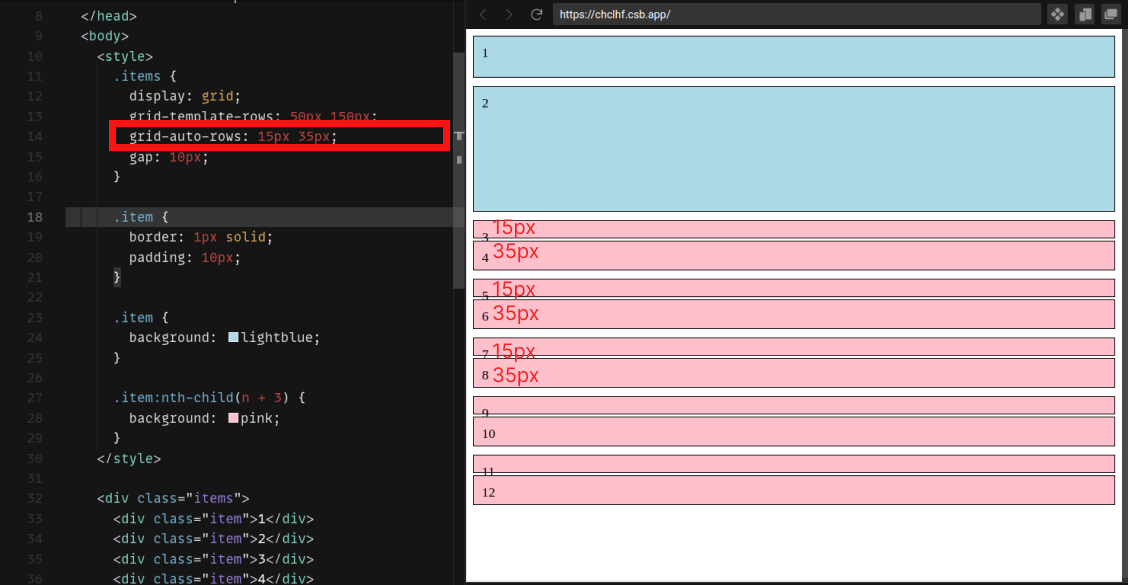 8 </head>
9 <body>
10 <style>
11 .items {
12 display: grid;
13 grid-template-rows: 50px 150px;
14 grid-auto-rows: 15px 35px;
15 gap: 10px;
16 }
17
18 .item {
19 border: 1px solid;
20 padding: 10px;
21 }
22
23 .item {
24 background: lightblue;
25 }
26
27 .item:nth-child(n + 3) {
28 background: pink;
29 }
30 </style>
31
32 <div class="items">
33 <div class="item">1</div>
34 <div class="item">2</div>
35 <div class="item">3</div>
36 <div class="item">4</div>
https://chclhf.csb.app/
1
2
3 15px
4 35px
5 15px
6 35px
7 15px
8 35px
9
10
11
12